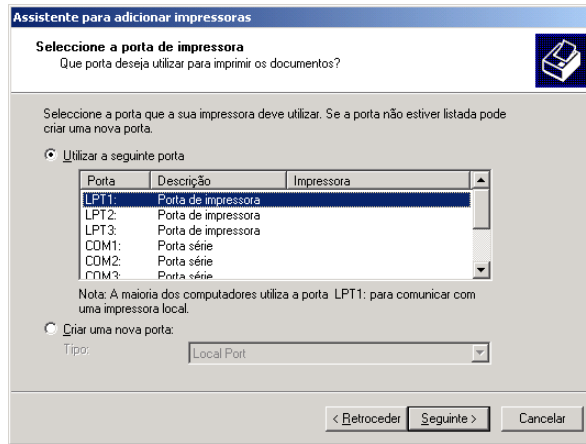 Assistente para adicionar impressoras
Seleccione a porta de impressora
Que porta deseja utilizar para imprimir os documentos?
Seleccione a porta que a sua impressora deve utilizar. Se a porta não estiver listada pode
criar uma nova porta.
Utilizar a seguinte porta
Porta Descrição Impressora
LPT1: Porta de impressora
LPT2: Porta de impressora
LPT3: Porta de impressora
COM1: Porta série
COM2: Porta série
COM3: Porta série
Nota: A maioria dos computadores utiliza a porta LPT1: para comunicar com
uma impressora local.
Criar uma nova porta:
Tipo: Local Port
< Retroceder Seguinte > Cancelar